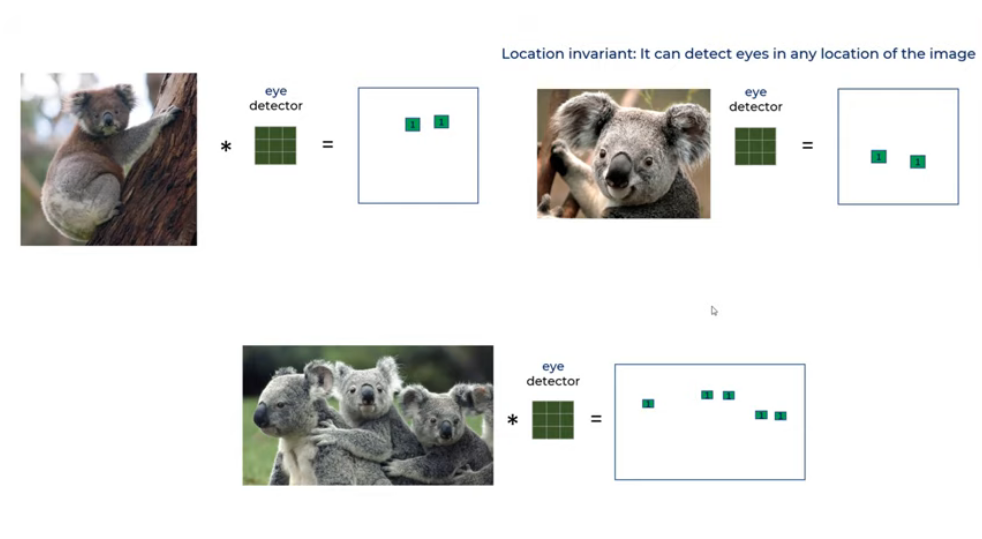 Location invariant: It can detect eyes in any location of the image
eye
detector
*
=
1 1
eye
detector
=
1 1
eye
detector
*
=
1 1 1 1 1